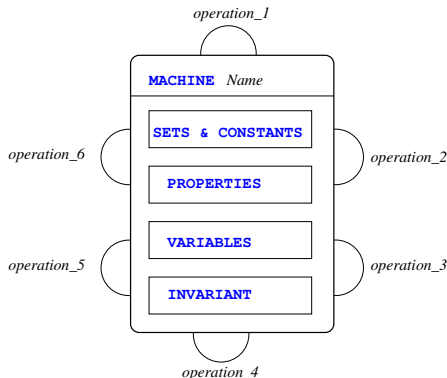 operation_1
MACHINE Name
SETS & CONSTANTS
operation_6
operation_2
PROPERTIES
VARIABLES
operation_5
operation_3
INVARIANT
operation_4